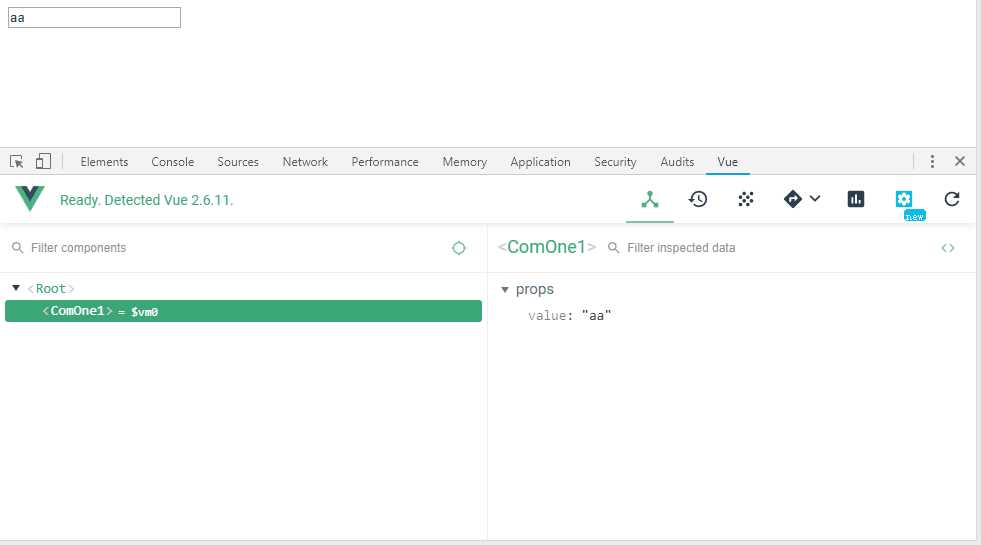 aa
Elements Console Sources Network Performance Memory Application Security Audits Vue
Ready. Detected Vue 2.6.11.
new
Filter components
<ComOne1> Filter inspected data
<Root>
<ComOne1> = $vm0
props
value: "aa"